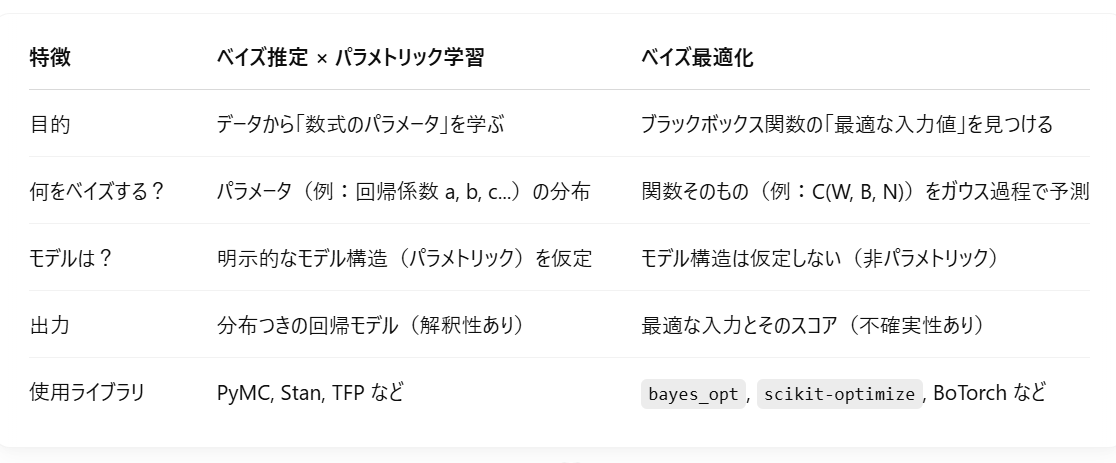 特徴 ベイズ推定 × パラメトリック学習 ベイズ最適化
目的 データから「数式のパラメータ」を学ぶ ブラックボックス関数の「最適な入力値」を見つける
何をベイズする? パラメータ（例：回帰係数 a, b, c...）の分布 関数そのもの（例：C(W, B, N)）をガウス過程で予測
モデルは? 明示的なモデル構造（パラメトリック）を仮定 モデル構造は仮定しない（非パラメトリック）
出力 分布つきの回帰モデル（解釈性あり） 最適な入力とそのスコア（不確実性あり）
使用ライブラリ PyMC, Stan, TFP など bayes_opt, scikit-optimize, BoTorch など